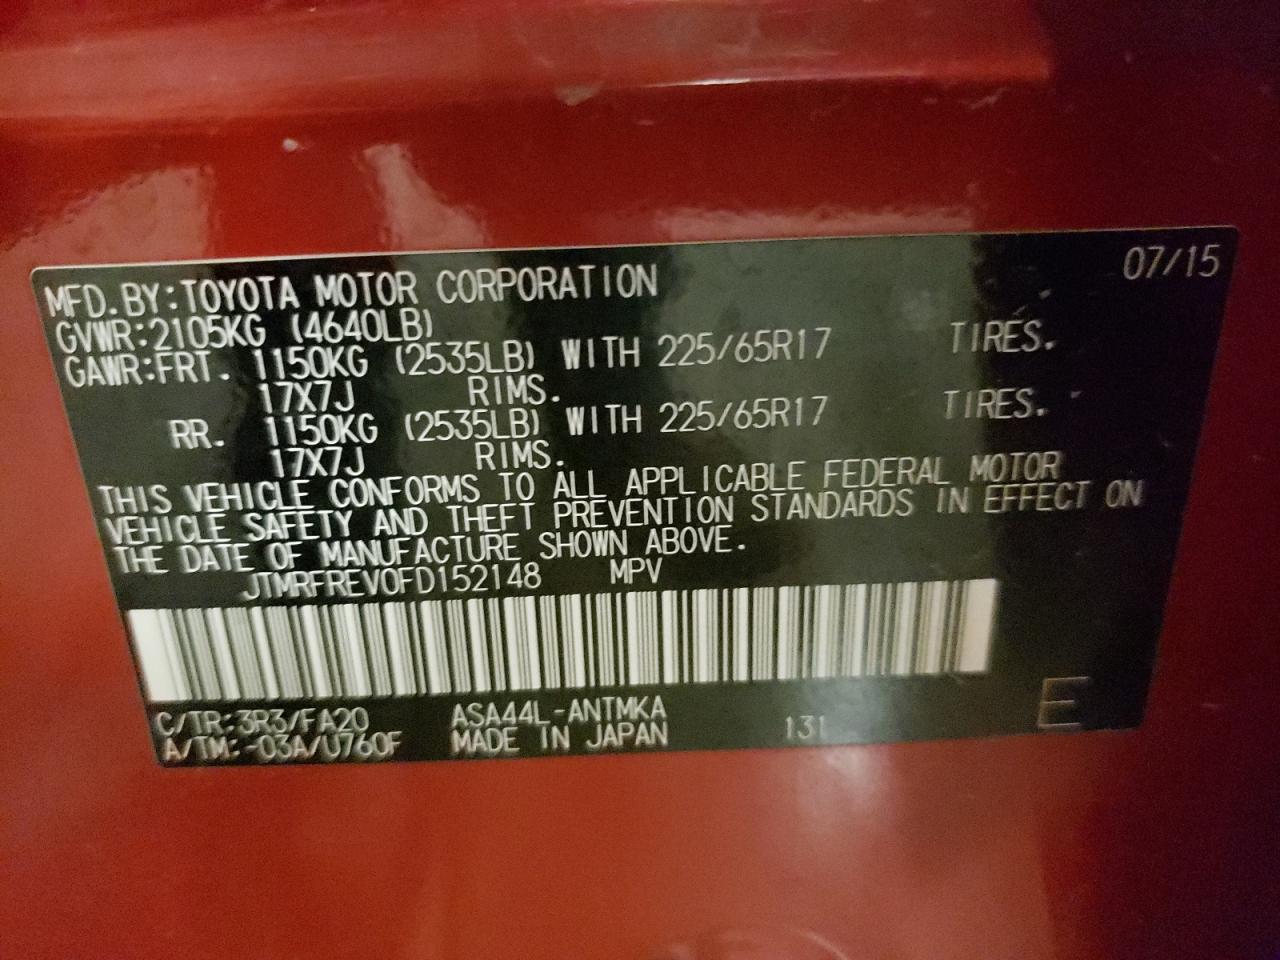 07/15
MFD.BY:TOYOTA MOTOR CORPORATION
GVWR:2105KG (4640LB)
GAWR:FRT. 1150KG (2535LB) WITH 225/65R17 TIRES.
17X7J RIMS.
RR. 1150KG (2535LB) WITH 225/65R17 TIRES.
17X7J RIMS.
THIS VEHICLE CONFORMS TO ALL APPLICABLE FEDERAL MOTOR
VEHICLE SAFETY AND THEFT PREVENTION STANDARDS IN EFFECT ON
THE DATE OF MANUFACTURE SHOWN ABOVE.
JTMRFREV0FD152148 MPV
C/TR:3R3/FA20 ASA44L-ANTMKA
A/TM:-03A/U760F MADE IN JAPAN 131 E